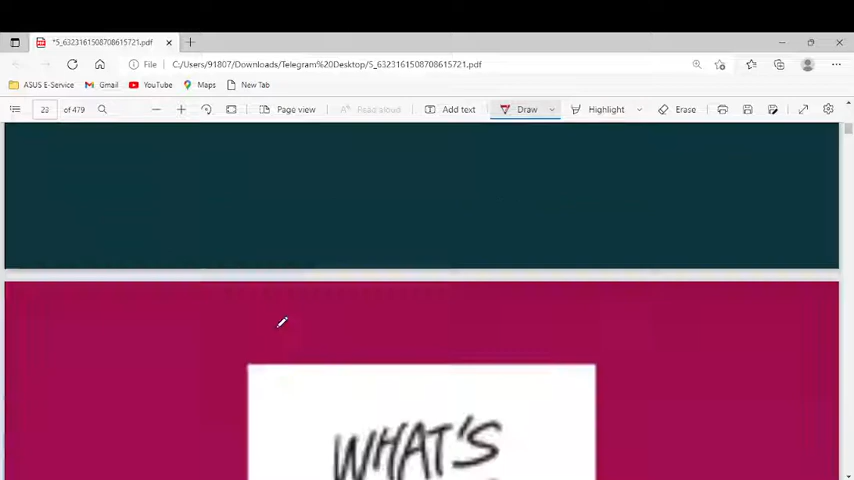 *5_6323161508708615721.pdf
File C:/Users/91807/Downloads/Telegram%20Desktop/5_6323161508708615721.pdf
ASUS E-Service Gmail YouTube Maps New Tab
23 of 479 Page view Read aloud Add text Draw Highlight Erase
WHAT'S